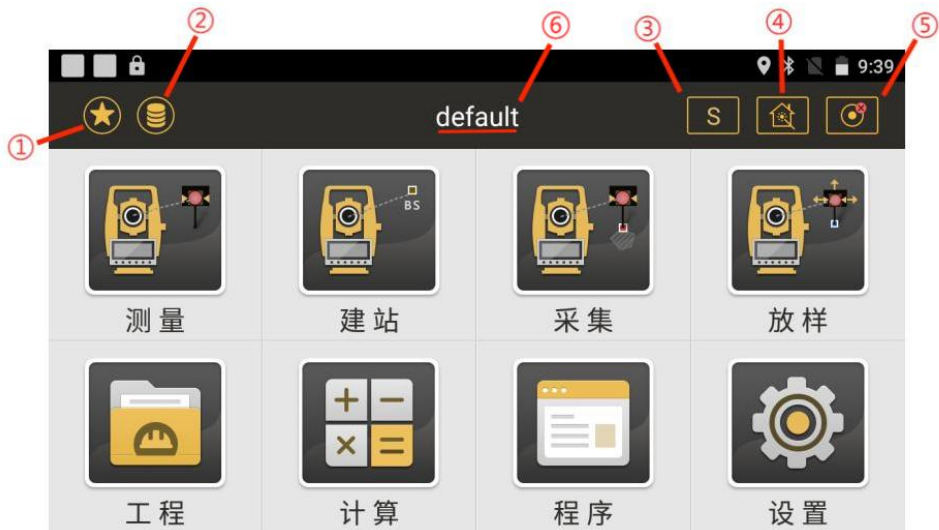 ② ⑥ ③ ④ ⑤
9:39
default S
①
BS
测量 建站 采集 放样
工程 计算 程序 设置